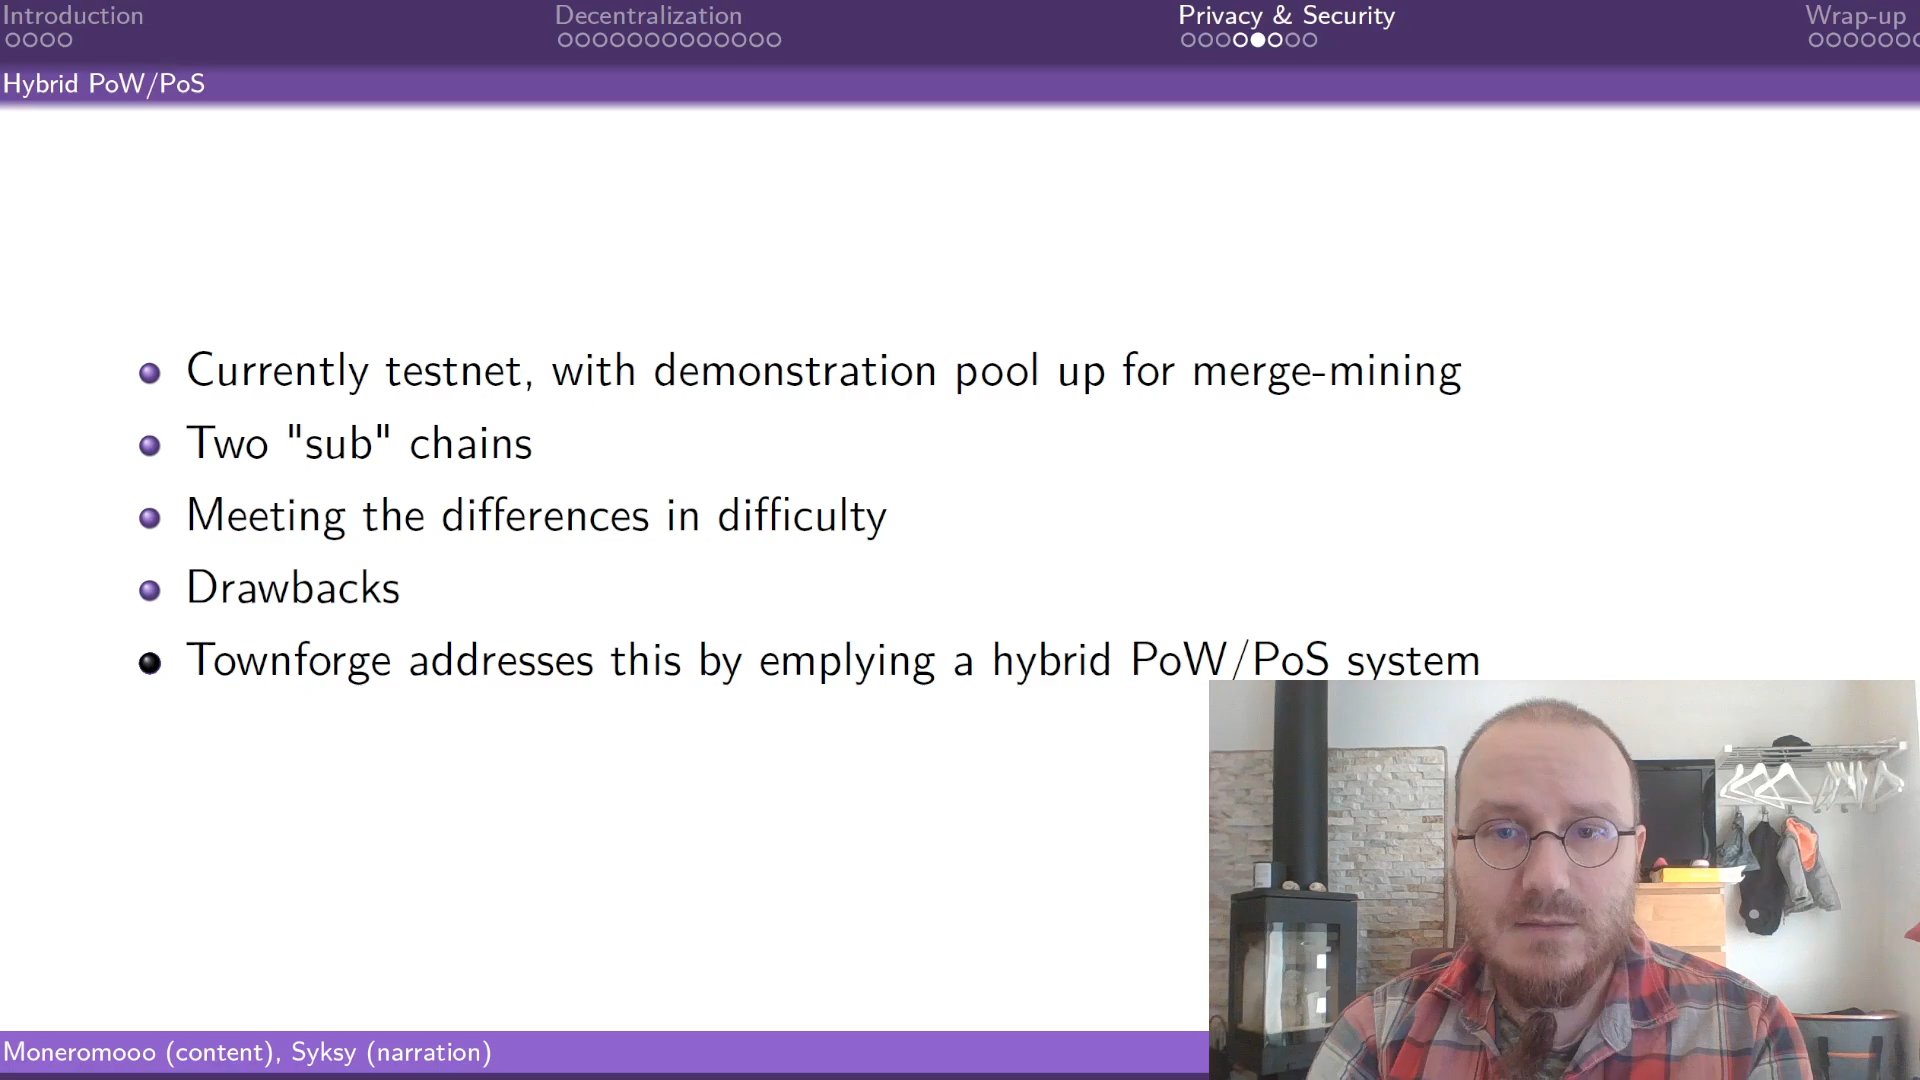 Introduction
Decentralization
Privacy & Security
Wrap-up
Hybrid PoW/PoS
Currently testnet, with demonstration pool up for merge-mining
Two "sub" chains
Meeting the differences in difficulty
Drawbacks
Townforge addresses this by emplying a hybrid PoW/PoS system
Moneromooo (content), Syksy (narration)